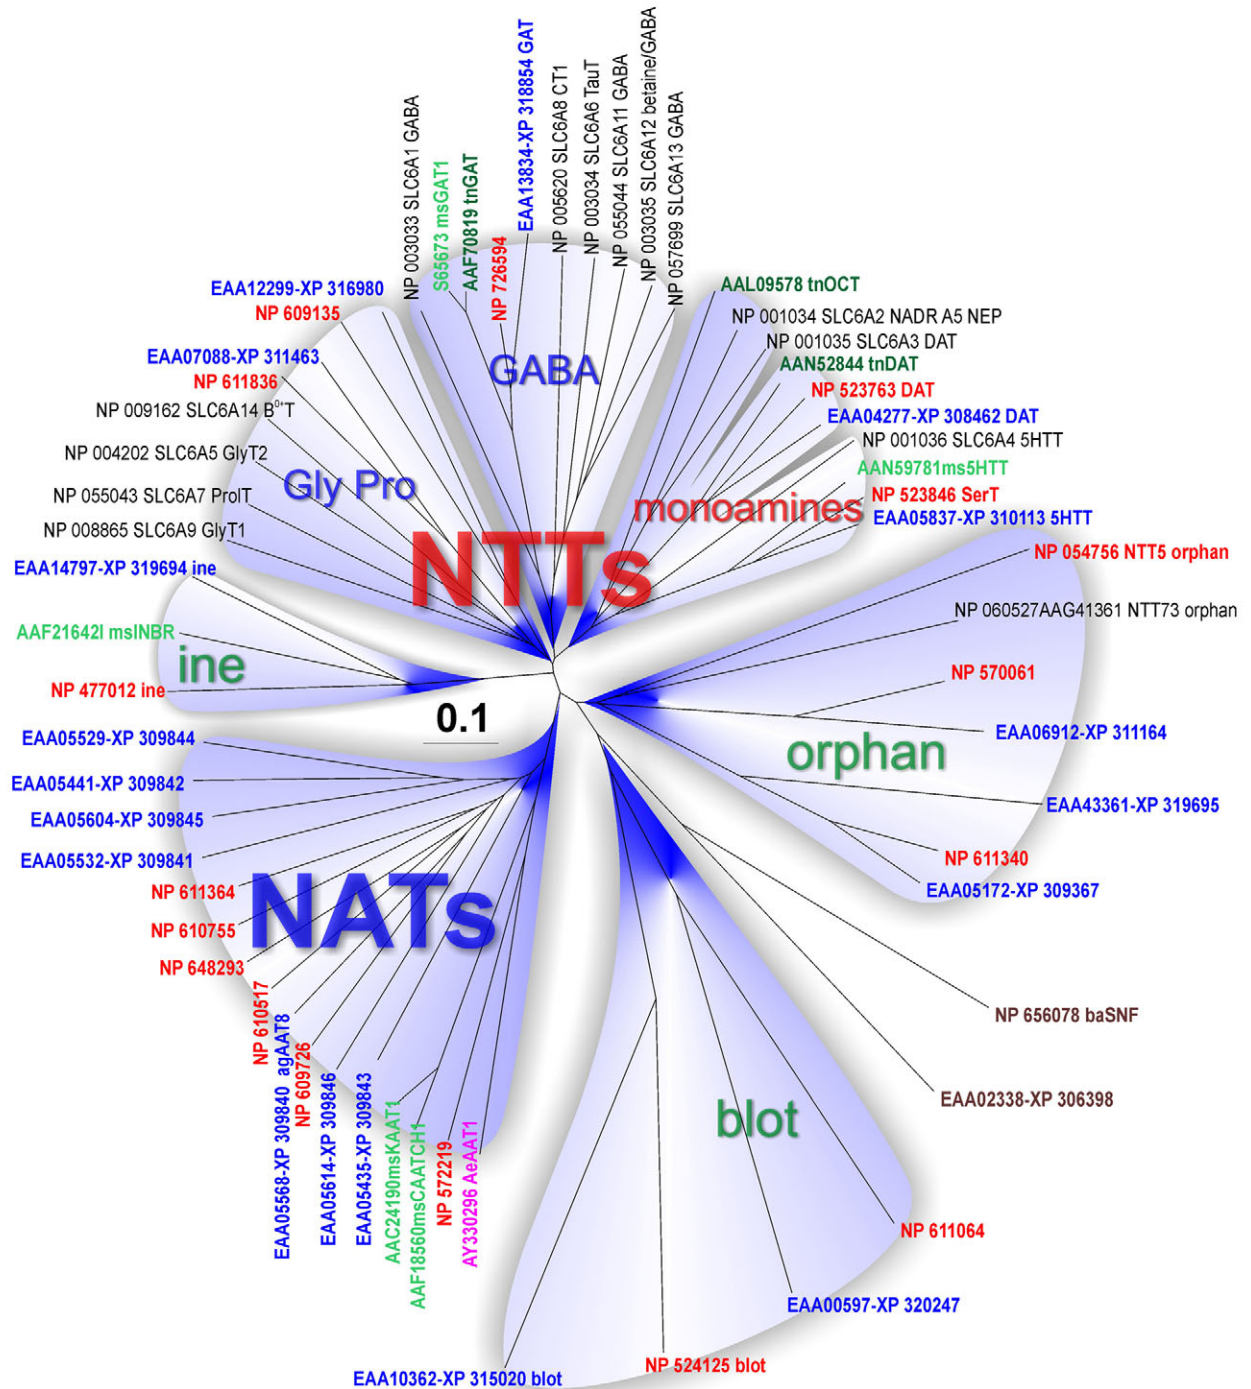 NP 003033 SLC6A1 GABA
S65673 msGAT1
AAF70819 tnGAT
NP 726594
EAA13834-XP 318854 GAT
NP 005620 SLC6A8 CT1
NP 003034 SLC6A6 TauT
NP 055044 SLC6A11 GABA
NP 003035 SLC6A12 betaine/GABA
NP 057699 SLC6A13 GABA
GABA
AAL09578 tnOCT
NP 001034 SLC6A2 NADR A5 NEP
NP 001035 SLC6A3 DAT
AAN52844 tnDAT
NP 523763 DAT
EAA04277-XP 308462 DAT
NP 001036 SLC6A4 5HTT
AAN59781ms5HTT
NP 523846 SerT
EAA05837-XP 310113 5HTT
monoamines
EAA12299-XP 316980
NP 609135
EAA07088-XP 311463
NP 611836
NP 009162 SLC6A14 B⁰⁺T
NP 004202 SLC6A5 GlyT2
NP 055043 SLC6A7 ProlT
NP 008865 SLC6A9 GlyT1
Gly Pro
NTTs
EAA14797-XP 319694 ine
AAF21642I msINBR
NP 477012 ine
ine
0.1
NP 054756 NTT5 orphan
NP 060527AAG41361 NTT73 orphan
NP 570061
EAA06912-XP 311164
orphan
EAA43361-XP 319695
NP 611340
EAA05172-XP 309367
EAA05529-XP 309844
EAA05441-XP 309842
EAA05604-XP 309845
EAA05532-XP 309841
NP 611364
NP 610755
NP 648293
NATs
NP 610517
EAA05568-XP 309840 agAAT8
NP 609726
EAA05614-XP 309846
EAA05435-XP 309843
AAC24190msKAAT1
AAF18560msCAATCH1
NP 572219
AY330296 AeAAT1
NP 656078 baSNF
EAA02338-XP 306398
blot
NP 611064
EAA00597-XP 320247
NP 524125 blot
EAA10362-XP 315020 blot